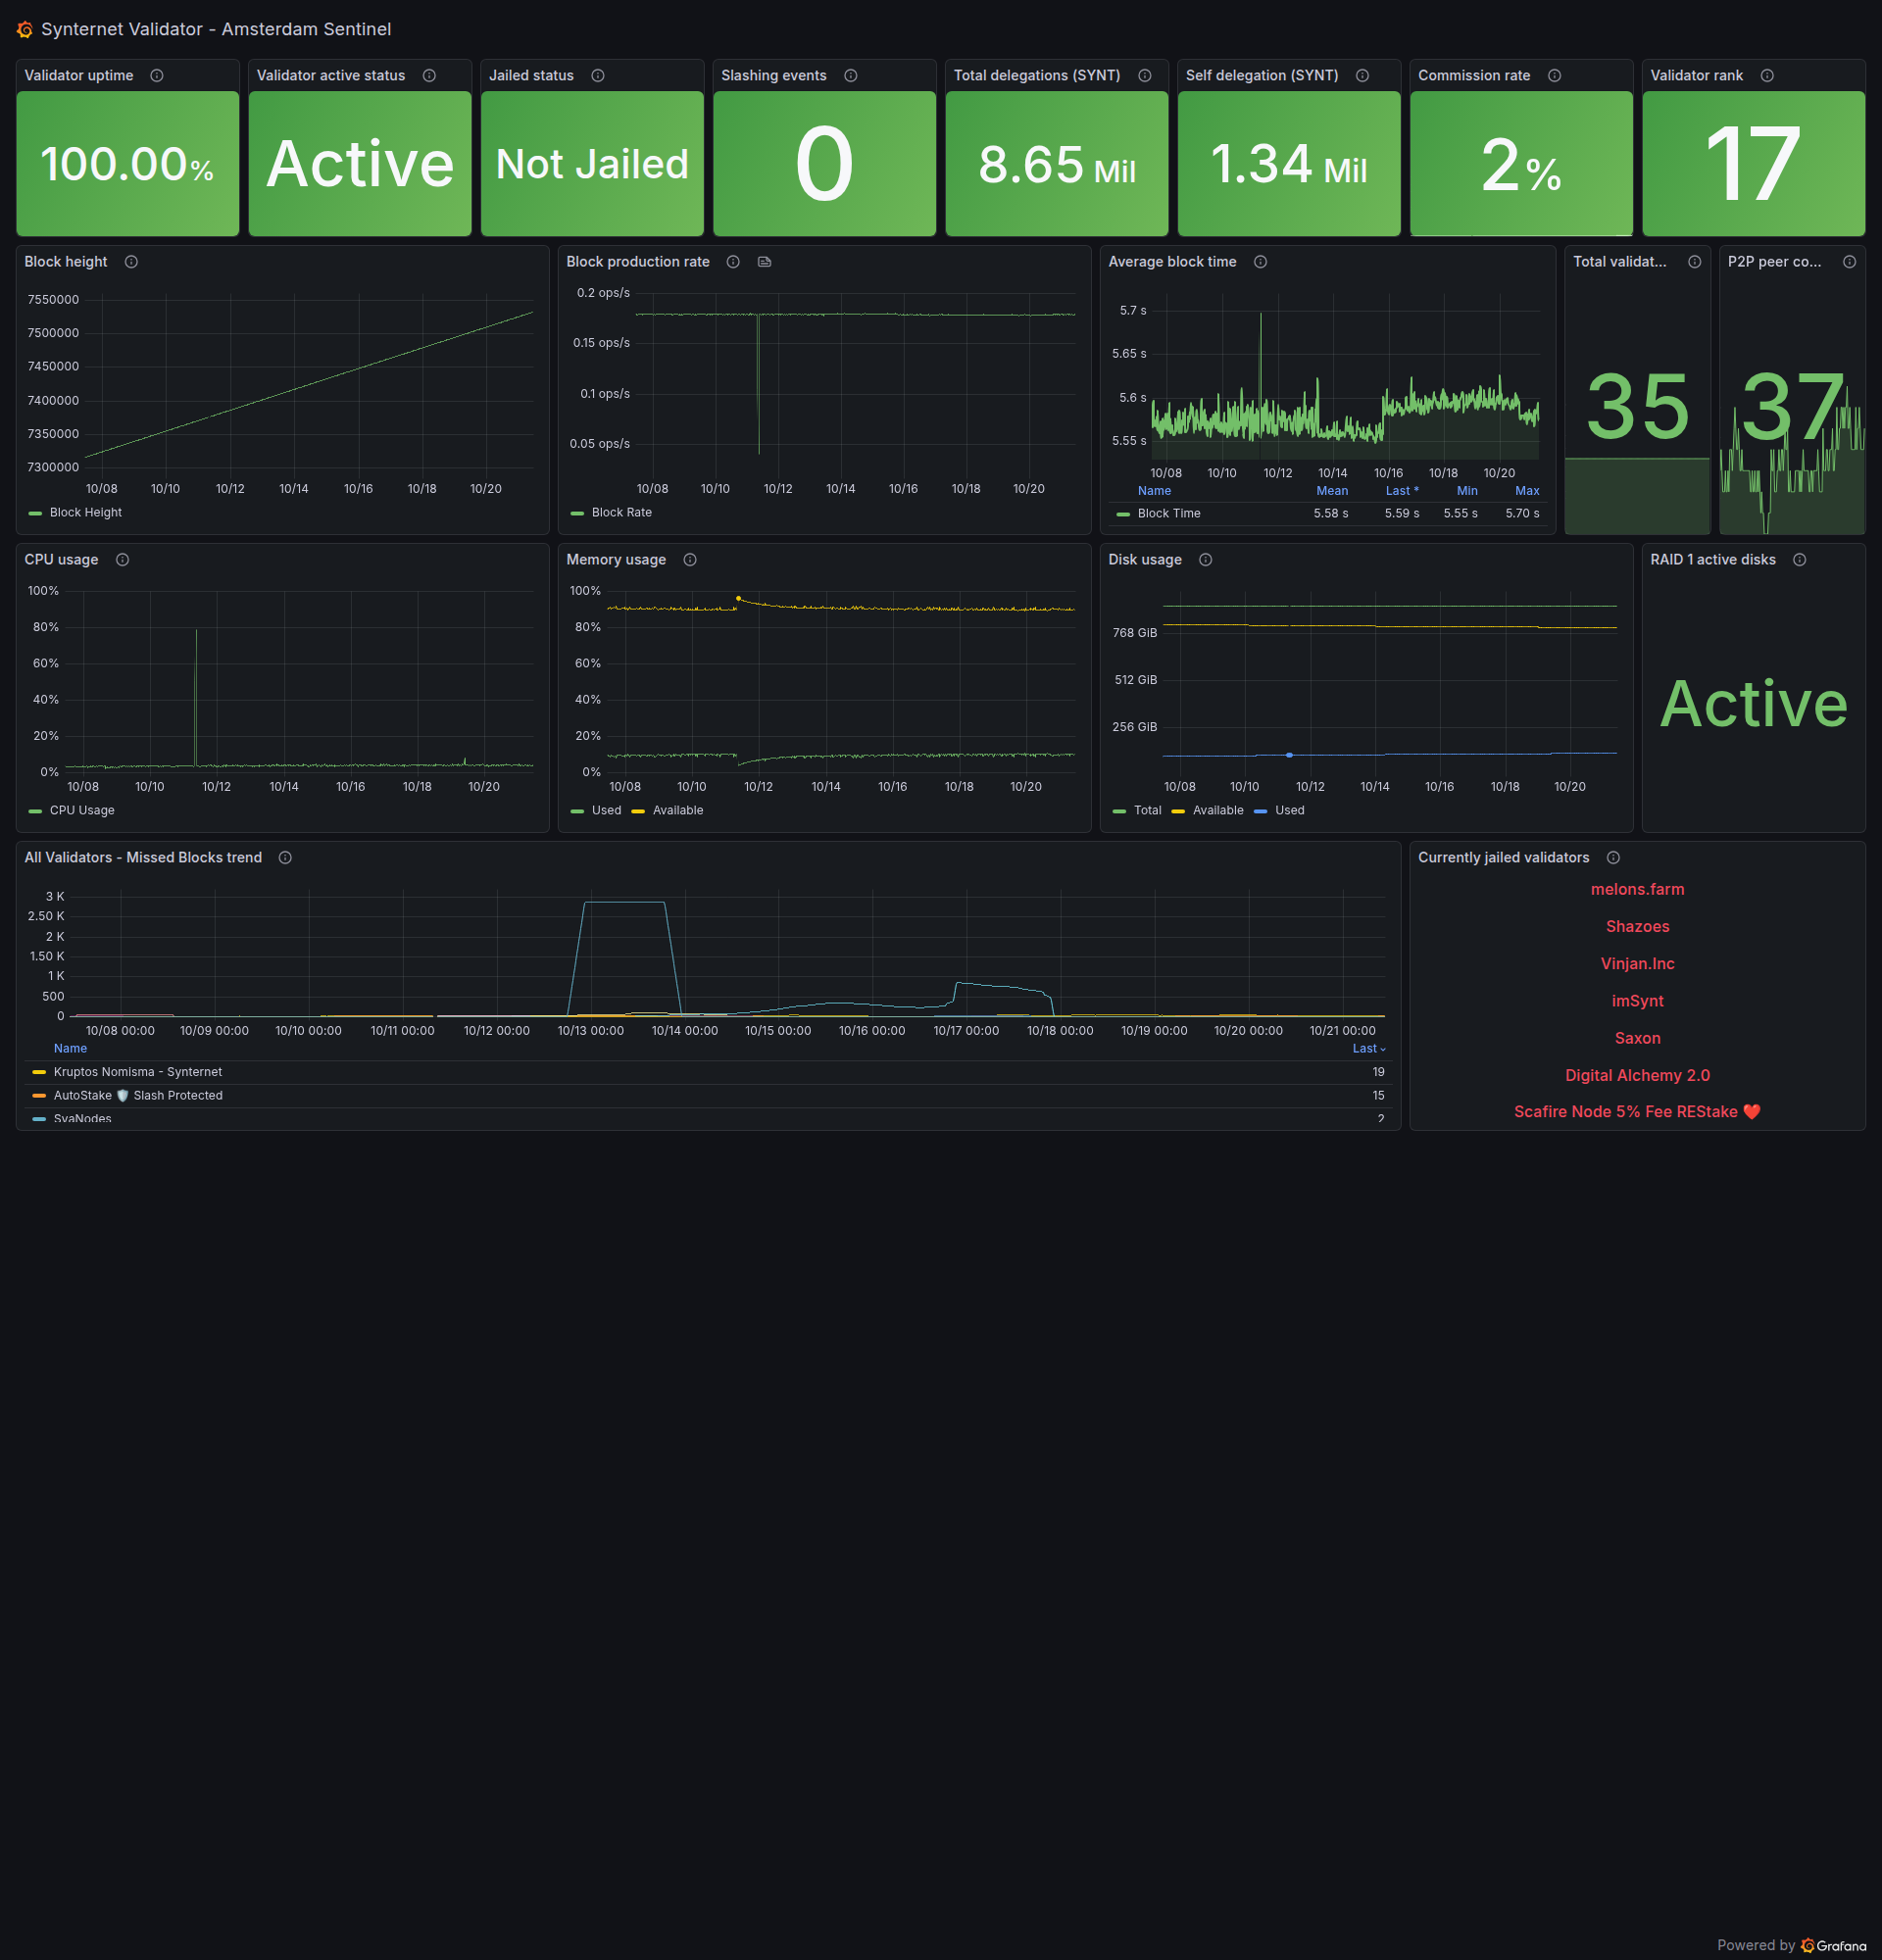 Synternet Validator - Amsterdam Sentinel
Validator uptime
100.00%
Validator active status
Active
Jailed status
Not Jailed
Slashing events
0
Total delegations (SYNT)
8.65 Mil
Self delegation (SYNT)
1.34 Mil
Commission rate
2%
Validator rank
17
Block height
7550000
7500000
7450000
7400000
7350000
7300000
10/08 10/10 10/12 10/14 10/16 10/18 10/20
Block Height
Block production rate
0.2 ops/s
0.15 ops/s
0.1 ops/s
0.05 ops/s
10/08 10/10 10/12 10/14 10/16 10/18 10/20
Block Rate
Average block time
5.7 s
5.65 s
5.6 s
5.55 s
10/08 10/10 10/12 10/14 10/16 10/18 10/20
Name Mean Last * Min Max
Block Time 5.58 s 5.59 s 5.55 s 5.70 s
Total validat...
35
P2P peer co...
37
CPU usage
100%
80%
60%
40%
20%
0%
10/08 10/10 10/12 10/14 10/16 10/18 10/20
CPU Usage
Memory usage
100%
80%
60%
40%
20%
0%
10/08 10/10 10/12 10/14 10/16 10/18 10/20
Used Available
Disk usage
768 GiB
512 GiB
256 GiB
10/08 10/10 10/12 10/14 10/16 10/18 10/20
Total Available Used
RAID 1 active disks
Active
All Validators - Missed Blocks trend
3 K
2.50 K
2 K
1.50 K
1 K
500
0
10/08 00:00 10/09 00:00 10/10 00:00 10/11 00:00 10/12 00:00 10/13 00:00 10/14 00:00 10/15 00:00 10/16 00:00 10/17 00:00 10/18 00:00 10/19 00:00 10/20 00:00 10/21 00:00
Name Last
Kruptos Nomisma - Synternet 19
AutoStake 🛡️ Slash Protected 15
SvaNodes 2
Currently jailed validators
melons.farm
Shazoes
Vinjan.Inc
imSynt
Saxon
Digital Alchemy 2.0
Scafire Node 5% Fee REStake ❤️
Powered by Grafana